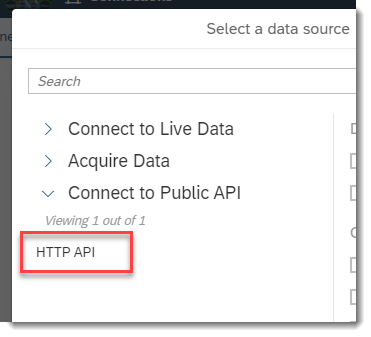 Select a data source
Search
Connect to Live Data
Acquire Data
Connect to Public API
Viewing 1 out of 1
HTTP API